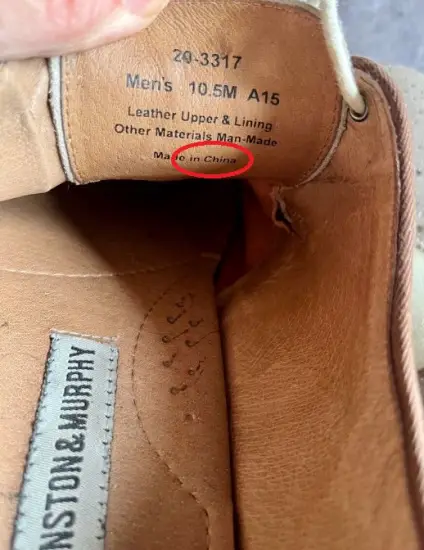 20-3317
Men's 10.5M A15
Leather Upper & Lining
Other Materials Man-Made
Made in China
NSTON&MURPHY